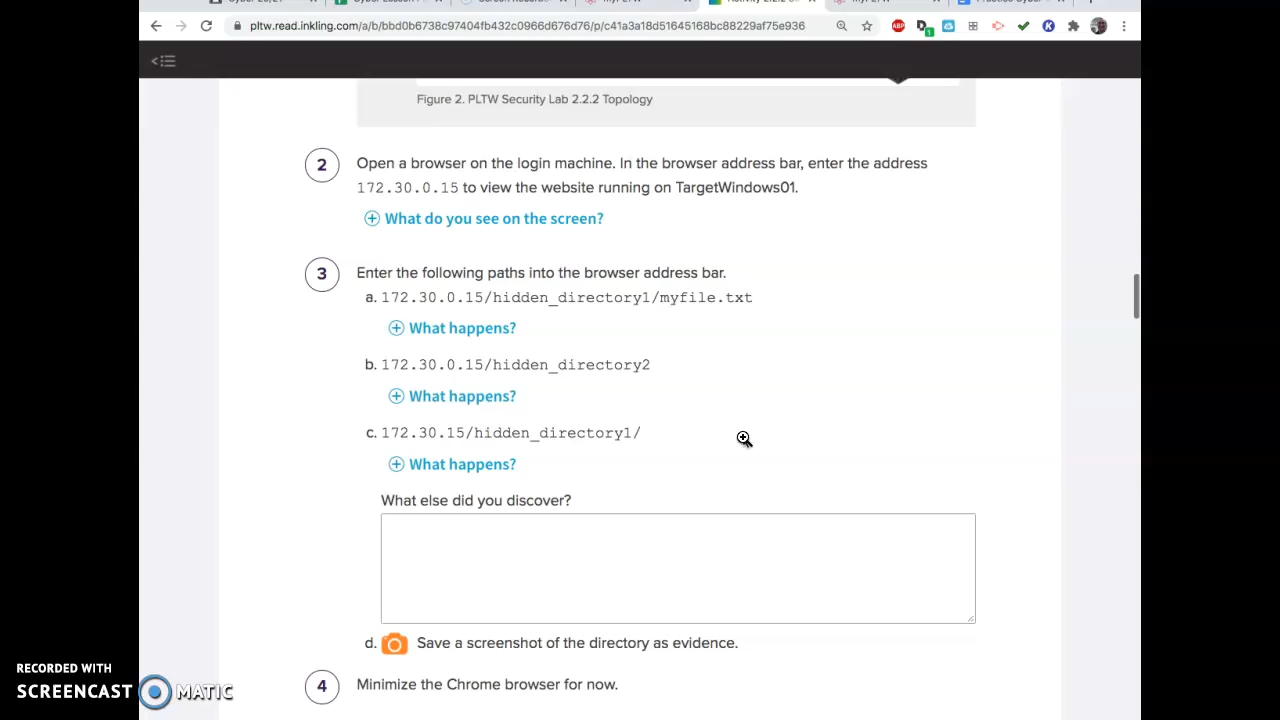 pltw.read.inkling.com/a/b/bbd0b6738c97404fb432c0966d676d76/p/c41a3a18d51645168bc88229af75e936
ABP
1
K
Figure 2. PLTW Security Lab 2.2.2 Topology
2
Open a browser on the login machine. In the browser address bar, enter the address
172.30.0.15 to view the website running on TargetWindows01.
What do you see on the screen?
3
Enter the following paths into the browser address bar.
a. 172.30.0.15/hidden_directory1/myfile.txt
What happens?
b. 172.30.0.15/hidden_directory2
What happens?
c. 172.30.15/hidden_directory1/
What happens?
What else did you discover?
d. Save a screenshot of the directory as evidence.
4
Minimize the Chrome browser for now.
RECORDED WITH
SCREENCAST MATIC